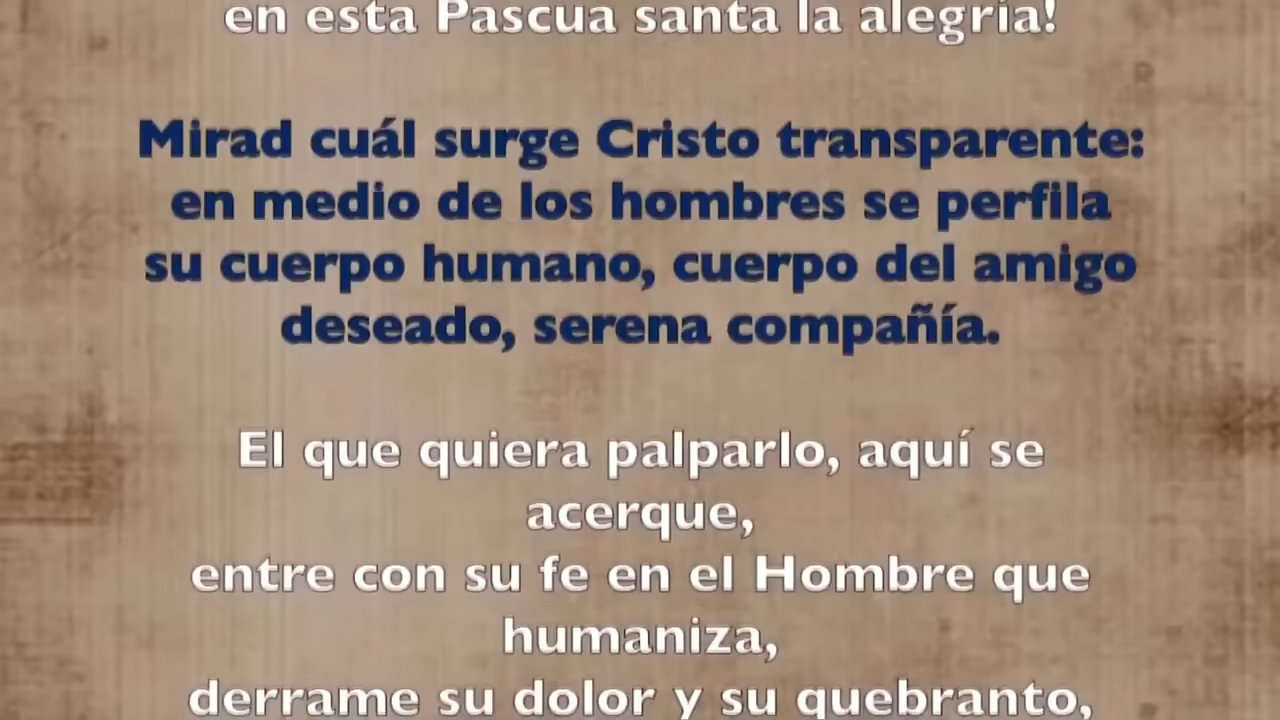 en esta Pascua santa la alegría!
Mirad cuál surge Cristo transparente:
en medio de los hombres se perfila
su cuerpo humano, cuerpo del amigo
deseado, serena compañía.
El que quiera palparlo, aquí se
acerque,
entre con su fe en el Hombre que
humaniza,
derrame su dolor y su quebranto,